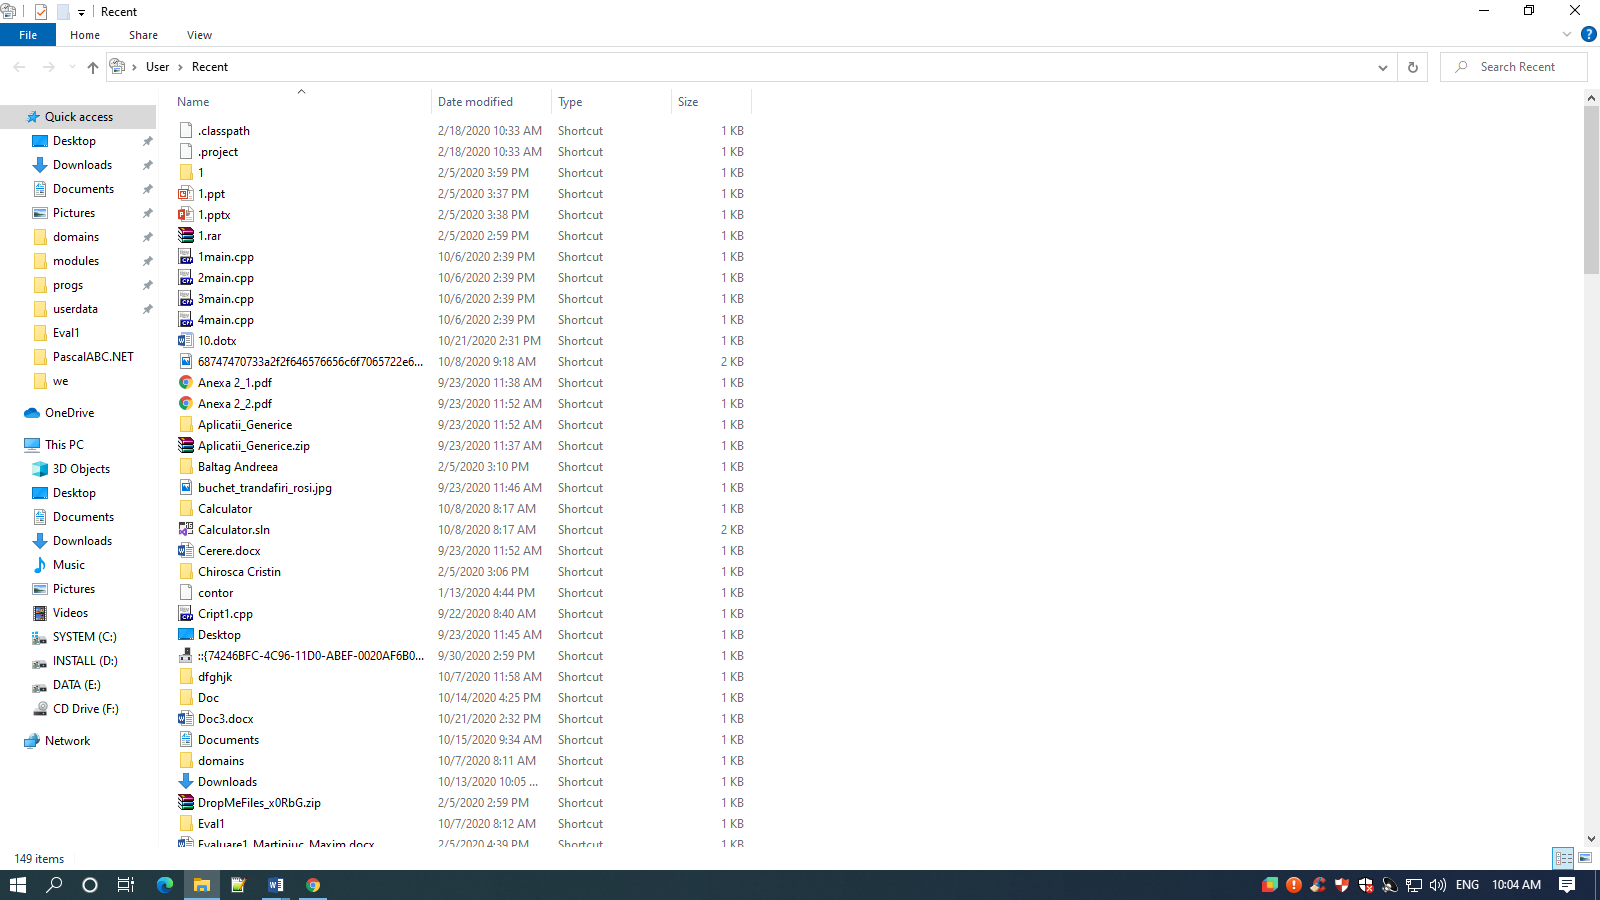 Recent
File Home Share View
User Recent
Search Recent
Name Date modified Type Size
Quick access
Desktop
Downloads
Documents
Pictures
domains
modules
progs
userdata
Eval1
PascalABC.NET
we
OneDrive
This PC
3D Objects
Desktop
Documents
Downloads
Music
Pictures
Videos
SYSTEM (C:)
INSTALL (D:)
DATA (E:)
CD Drive (F:)
Network
.classpath 2/18/2020 10:33 AM Shortcut 1 KB
.project 2/18/2020 10:33 AM Shortcut 1 KB
1 2/5/2020 3:59 PM Shortcut 1 KB
1.ppt 2/5/2020 3:37 PM Shortcut 1 KB
1.pptx 2/5/2020 3:38 PM Shortcut 1 KB
1.rar 2/5/2020 2:59 PM Shortcut 1 KB
1main.cpp 10/6/2020 2:39 PM Shortcut 1 KB
2main.cpp 10/6/2020 2:39 PM Shortcut 1 KB
3main.cpp 10/6/2020 2:39 PM Shortcut 1 KB
4main.cpp 10/6/2020 2:39 PM Shortcut 1 KB
10.dotx 10/21/2020 2:31 PM Shortcut 1 KB
68747470733a2f2f646576656c6f7065722e6... 10/8/2020 9:18 AM Shortcut 2 KB
Anexa 2_1.pdf 9/23/2020 11:38 AM Shortcut 1 KB
Anexa 2_2.pdf 9/23/2020 11:52 AM Shortcut 1 KB
Aplicatii_Generice 9/23/2020 11:52 AM Shortcut 1 KB
Aplicatii_Generice.zip 9/23/2020 11:37 AM Shortcut 1 KB
Baltag Andreea 2/5/2020 3:10 PM Shortcut 1 KB
buchet_trandafiri_rosi.jpg 9/23/2020 11:46 AM Shortcut 1 KB
Calculator 10/8/2020 8:17 AM Shortcut 1 KB
Calculator.sln 10/8/2020 8:17 AM Shortcut 2 KB
Cerere.docx 9/23/2020 11:52 AM Shortcut 1 KB
Chirosca Cristin 2/5/2020 3:06 PM Shortcut 1 KB
contor 1/13/2020 4:44 PM Shortcut 1 KB
Cript1.cpp 9/22/2020 8:40 AM Shortcut 1 KB
Desktop 9/23/2020 11:45 AM Shortcut 1 KB
::{74246BFC-4C96-11D0-ABEF-0020AF6B0... 9/30/2020 2:59 PM Shortcut 1 KB
dfghjk 10/7/2020 11:58 AM Shortcut 1 KB
Doc 10/14/2020 4:25 PM Shortcut 1 KB
Doc3.docx 10/21/2020 2:32 PM Shortcut 1 KB
Documents 10/15/2020 9:34 AM Shortcut 1 KB
domains 10/7/2020 8:11 AM Shortcut 1 KB
Downloads 10/13/2020 10:05 ... Shortcut 1 KB
DropMeFiles_x0RbG.zip 2/5/2020 2:59 PM Shortcut 1 KB
Eval1 10/7/2020 8:12 AM Shortcut 1 KB
Evaluare1_Martiniuc_Maxim.docx 2/5/2020 4:39 PM Shortcut 1 KB
149 items
ENG 10:04 AM